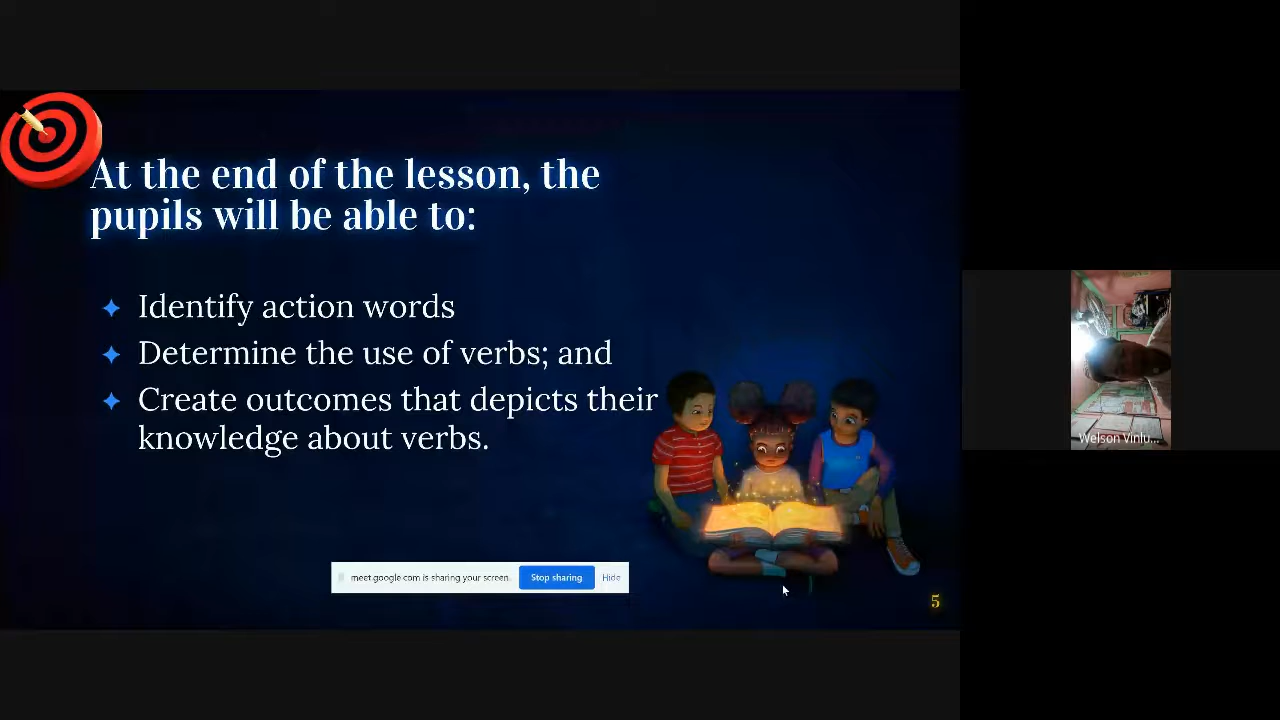 At the end of the lesson, the
pupils will be able to:
Identify action words
Determine the use of verbs; and
Create outcomes that depicts their
knowledge about verbs.
meet.google.com is sharing your screen.
Stop sharing
Hide
5
Welson Vinlu...